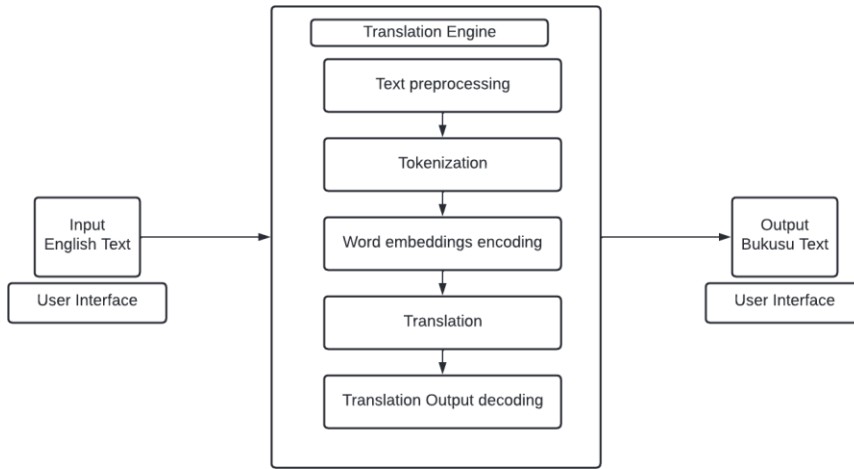 Translation Engine
Text preprocessing
Tokenization
Input
English Text
Word embeddings encoding
Output
Bukusu Text
User Interface
User Interface
Translation
Translation Output decoding